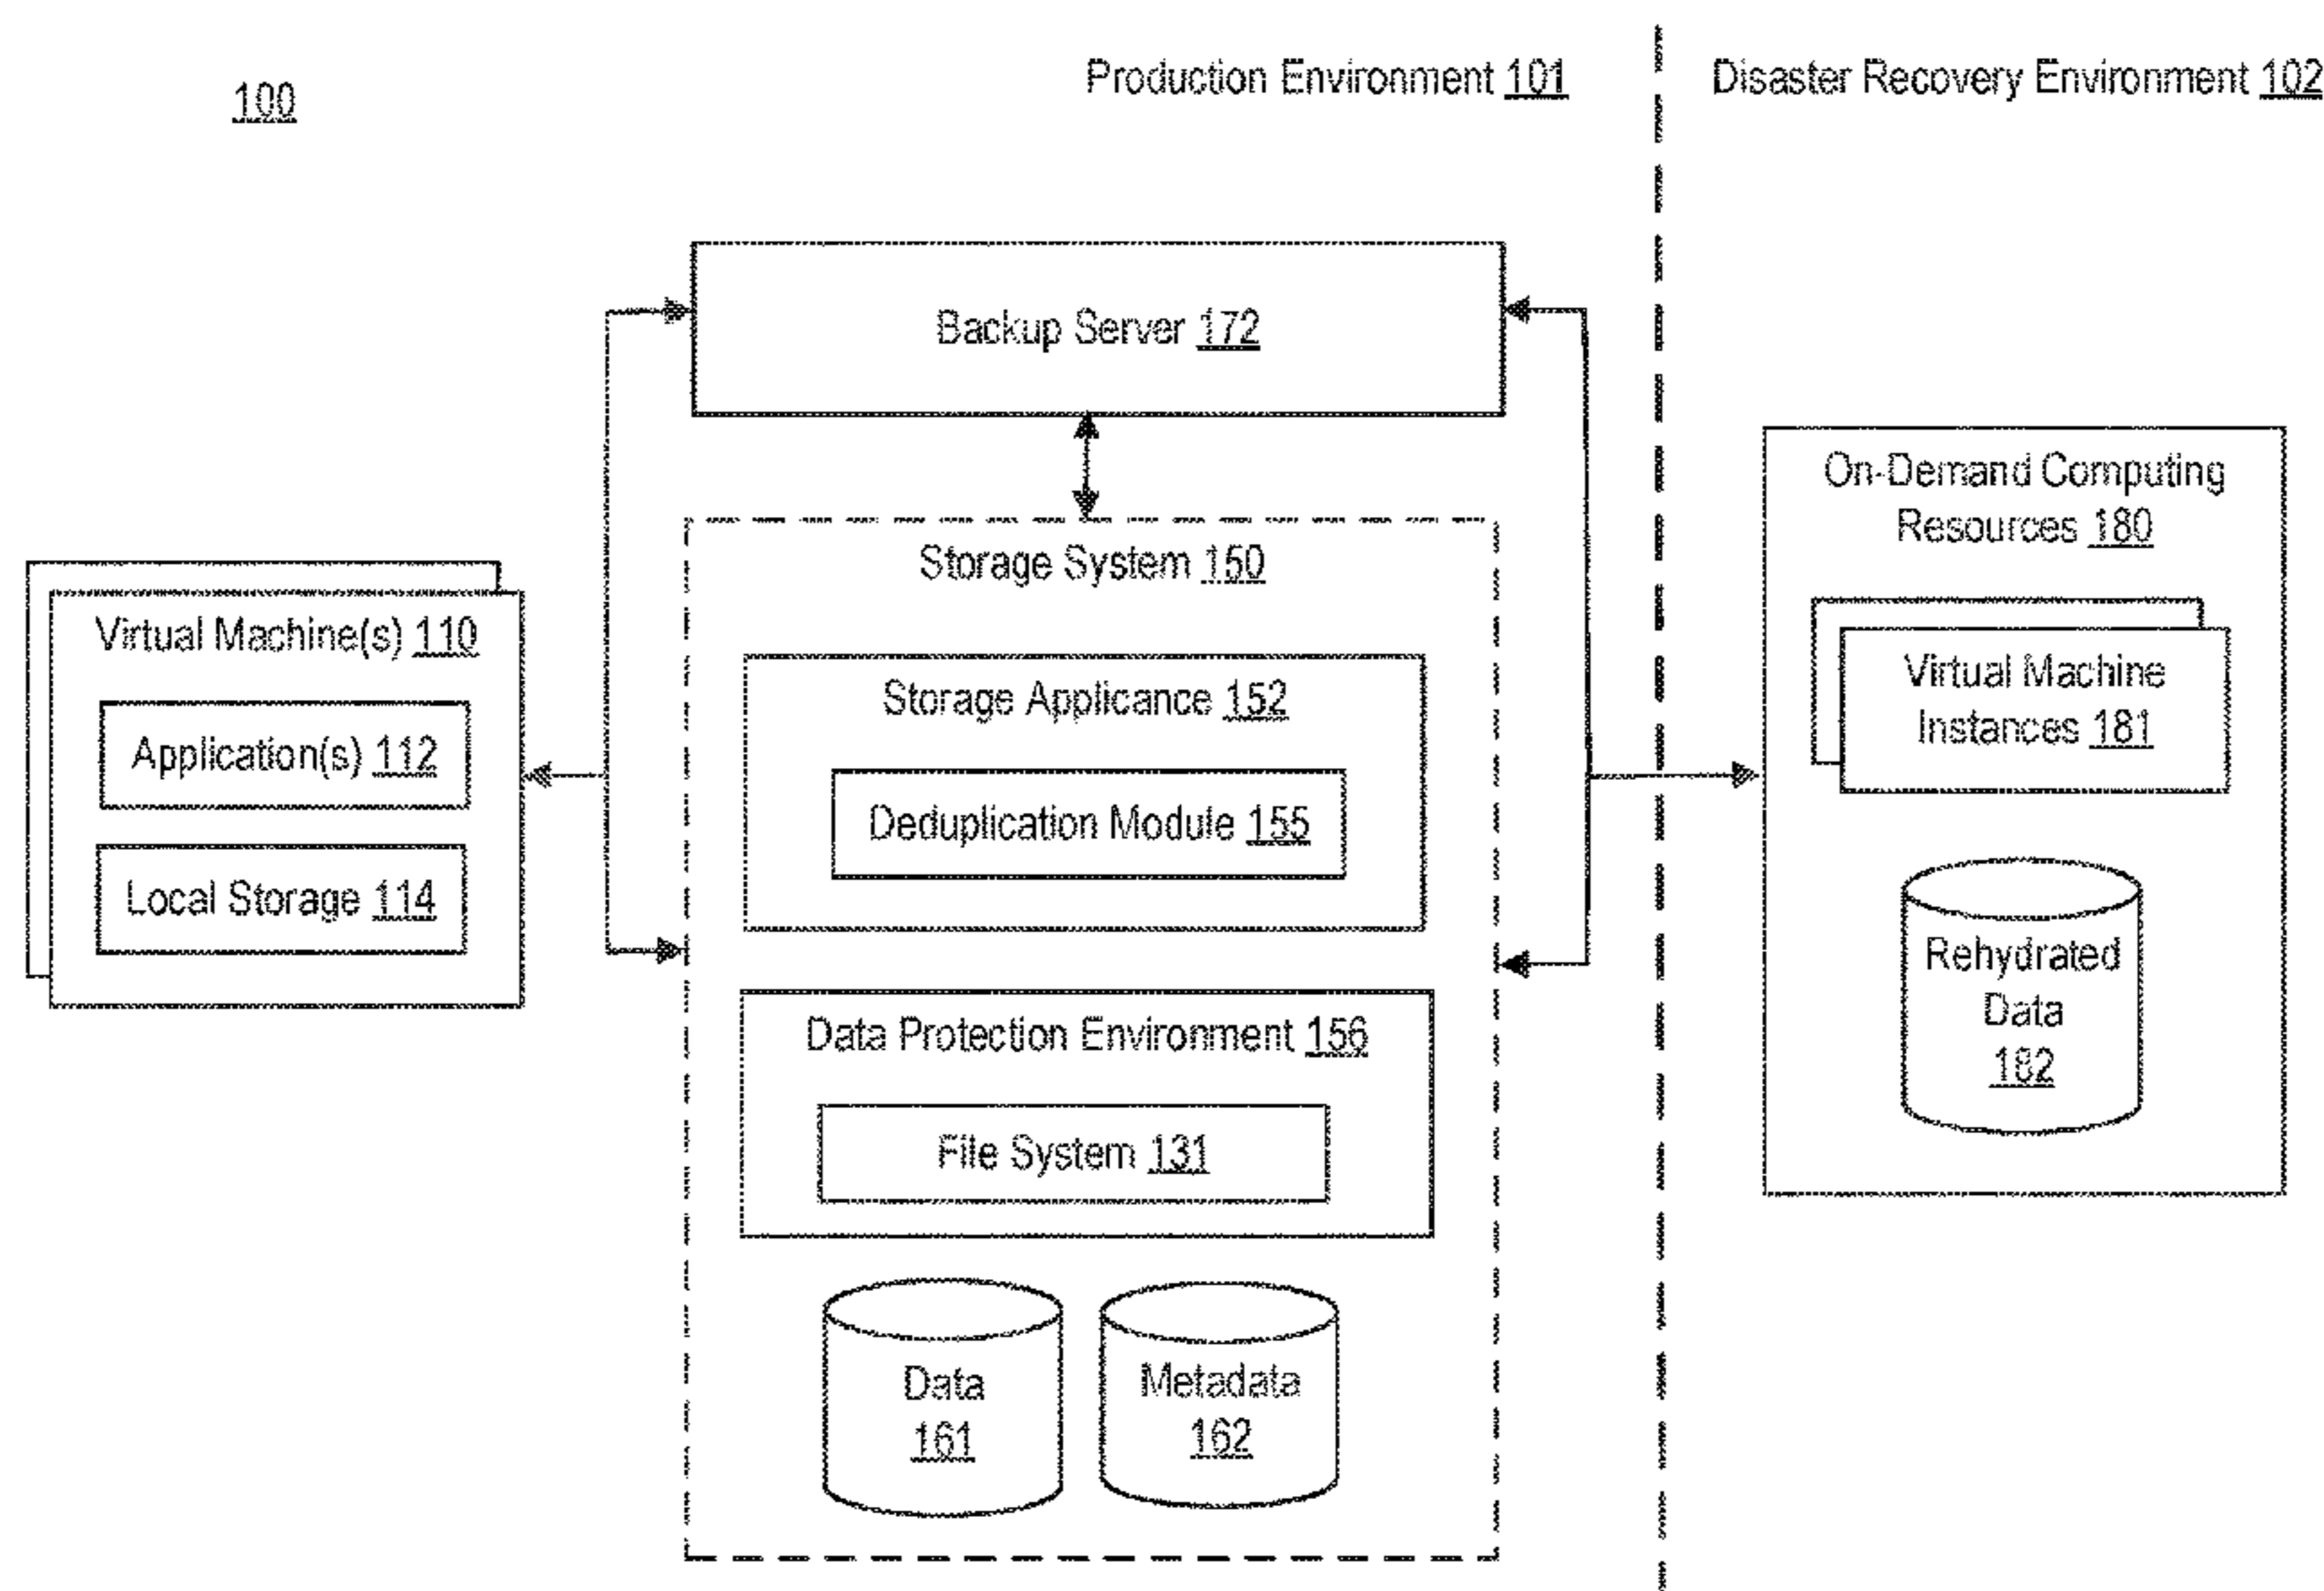 100
Production Environment 101
Disaster Recovery Environment 102
Backup Server 172
Virtual Machine(s) 110
Application(s) 112
Local Storage 114
Storage System 150
Storage Applicance 152
Deduplication Module 155
Data Protection Environment 156
File System 131
Data
161
Metadata
162
On-Demand Computing
Resources 180
Virtual Machine
Instances 181
Rehydrated
Data
182